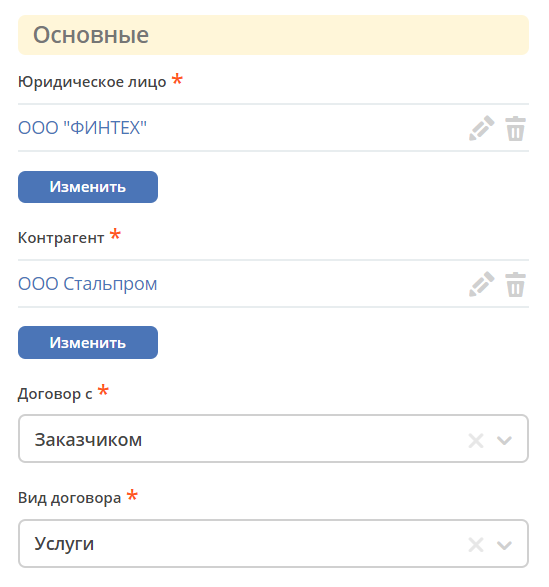 Основные
Юридическое лицо *
ООО "ФИНТЕХ"
Изменить
Контрагент *
ООО Стальпром
Изменить
Договор с *
Заказчиком
Вид договора *
Услуги